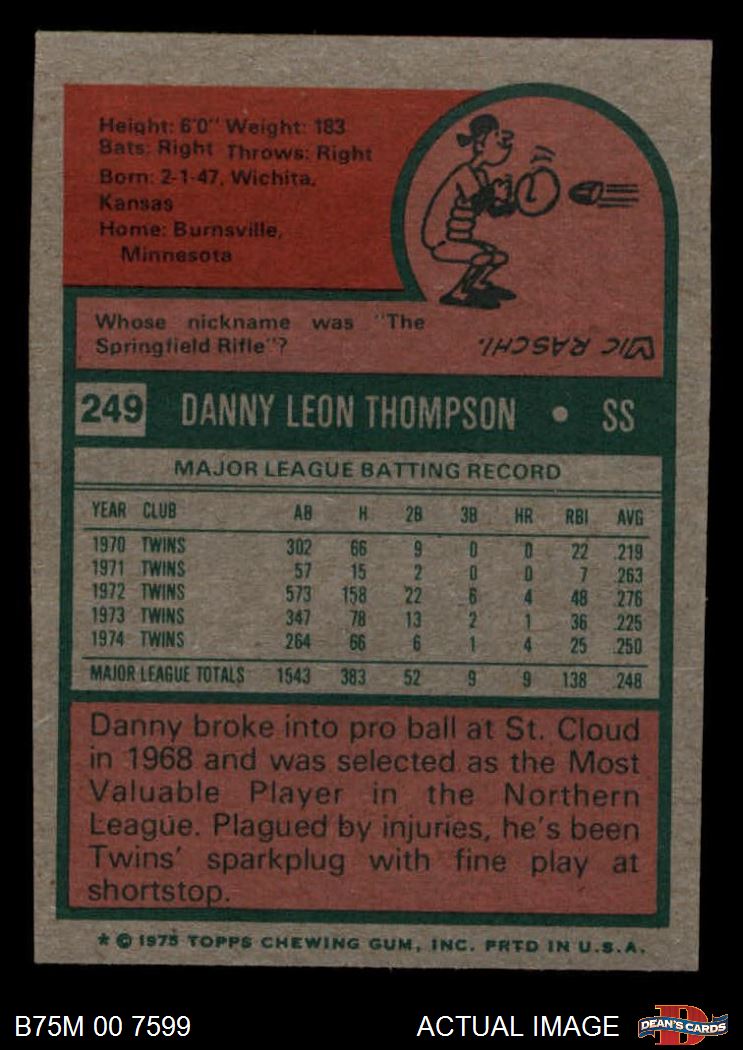 Height: 6'0" Weight: 183
Bats: Right Throws: Right
Born: 2-1-47, Wichita,
Kansas
Home: Burnsville,
Minnesota
Whose nickname was "The
Springfield Rifle"?
VIC RASCHI.
249 DANNY LEON THOMPSON • SS
MAJOR LEAGUE BATTING RECORD
YEAR CLUB AB H 2B 3B HR RBI AVG
1970 TWINS 302 66 9 0 0 22 .219
1971 TWINS 57 15 2 0 0 7 .263
1972 TWINS 573 158 22 6 4 48 .276
1973 TWINS 347 78 13 2 1 36 .225
1974 TWINS 264 66 6 1 4 25 .250
MAJOR LEAGUE TOTALS 1543 383 52 9 9 138 .248
Danny broke into pro ball at St. Cloud
in 1968 and was selected as the Most
Valuable Player in the Northern
League. Plagued by injuries, he's been
Twins' sparkplug with fine play at
shortstop.
* © 1975 TOPPS CHEWING GUM, INC. PRTD IN U.S.A.
B75M 00 7599 ACTUAL IMAGE D DEAN'S CARDS